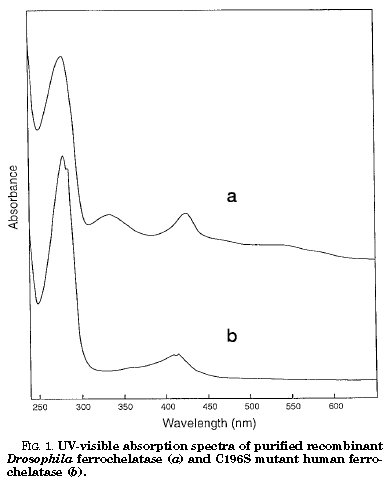 a
Absorbance
b
250 300 350 400 450 500 550 600
Wavelength (nm)
FIG. 1. UV-visible absorption spectra of purified recombinant
Drosophila ferrochelatase (a) and C196S mutant human ferro-
chelatase (b).